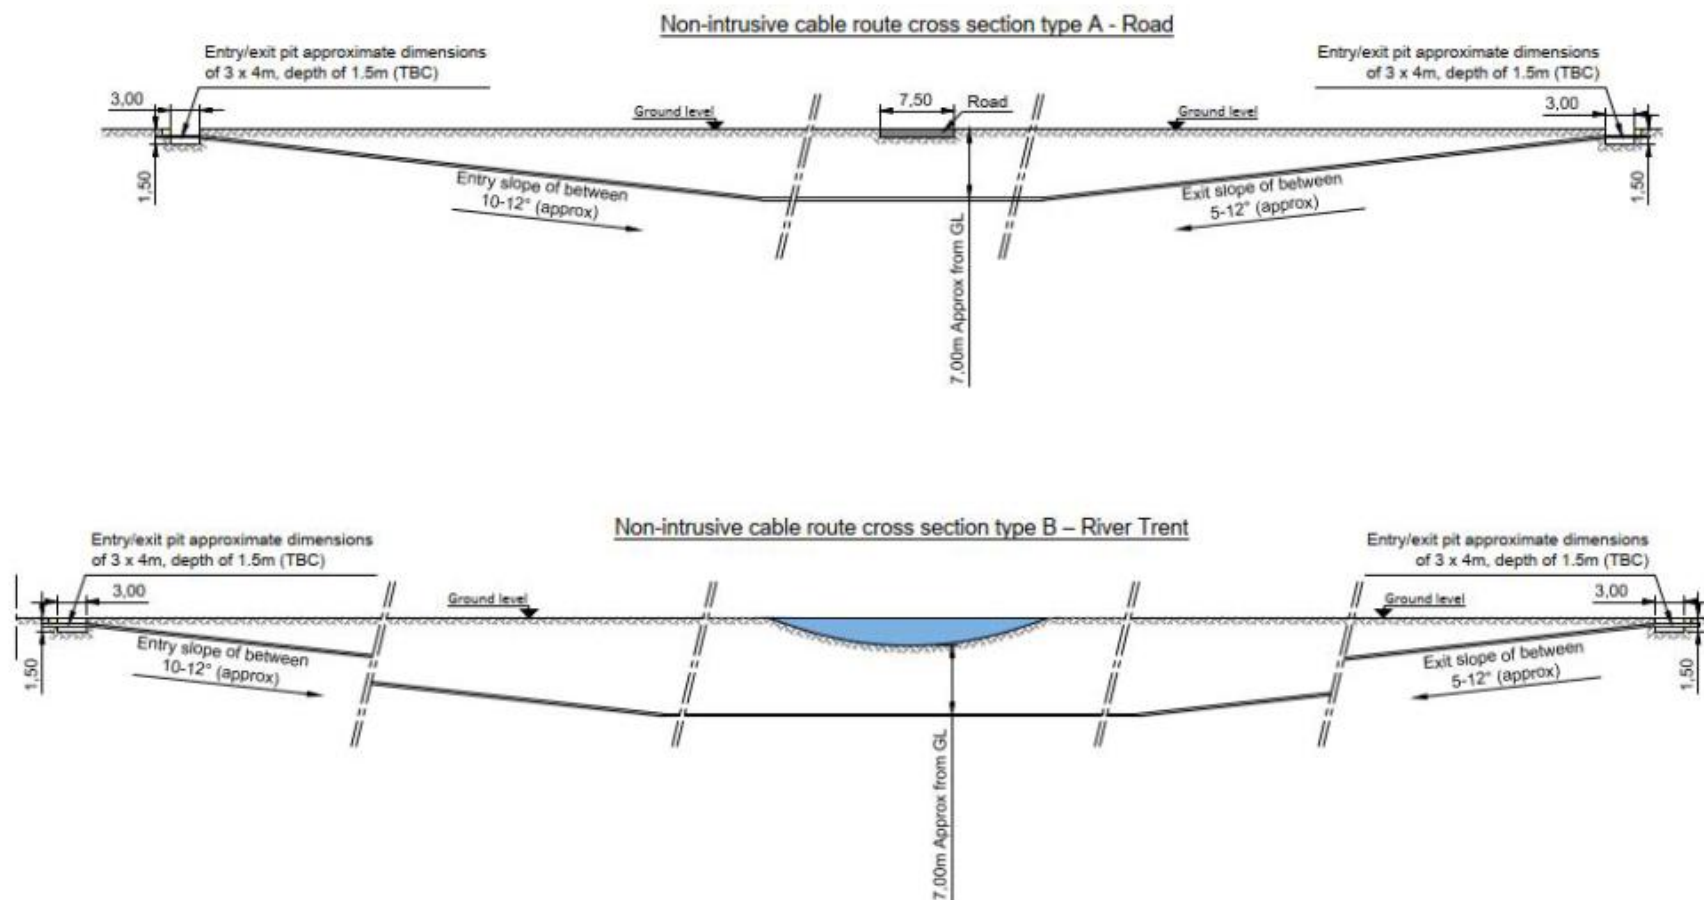 Non-intrusive cable route cross section type A - Road
Entry/exit pit approximate dimensions
of 3 x 4m, depth of 1.5m (TBC)
Entry/exit pit approximate dimensions
of 3 x 4m, depth of 1.5m (TBC)
3,00
Ground level
7,50
Road
Ground level
3,00
1,50
Entry slope of between
10-12° (approx)
Exit slope of between
5-12° (approx)
1,50
7,00m Approx from GL
Non-intrusive cable route cross section type B – River Trent
Entry/exit pit approximate dimensions
of 3 x 4m, depth of 1.5m (TBC)
Entry/exit pit approximate dimensions
of 3 x 4m, depth of 1.5m (TBC)
3,00
Ground level
Ground level
3,00
1,50
Entry slope of between
10-12° (approx)
Exit slope of between
5-12° (approx)
1,50
7,00m Approx from GL